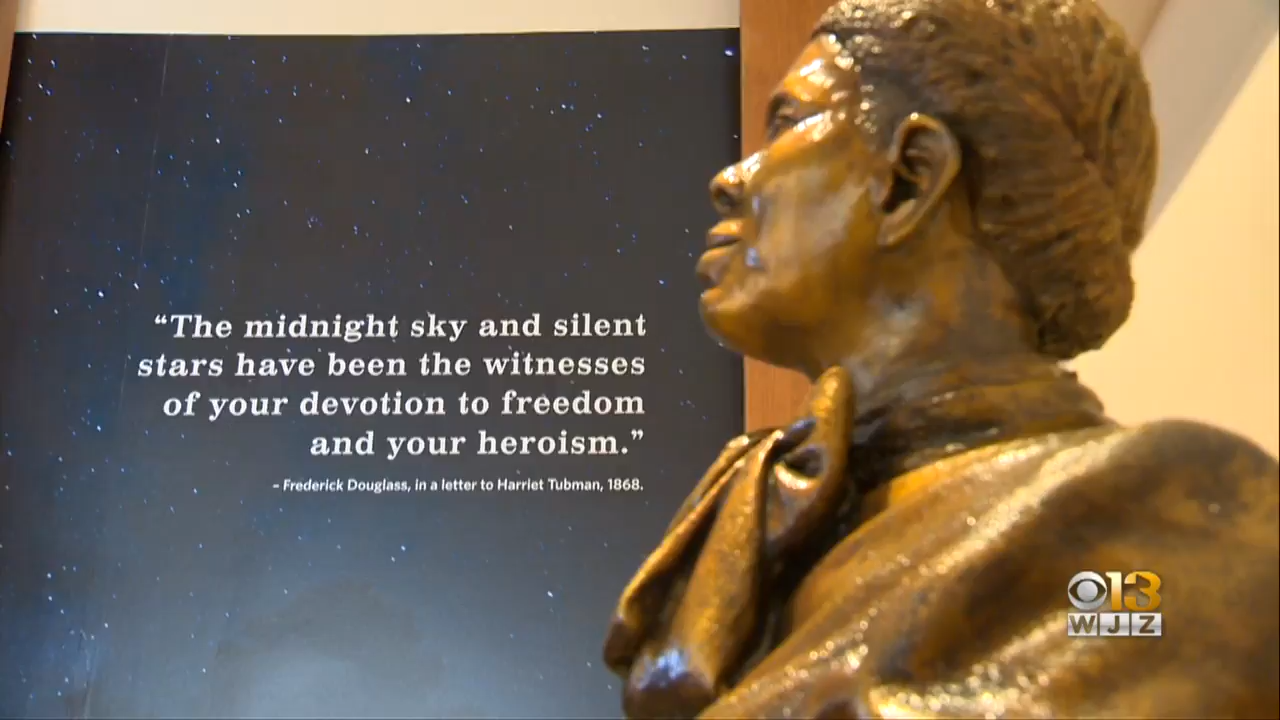 “The midnight sky and silent
stars have been the witnesses
of your devotion to freedom
and your heroism.”
– Frederick Douglass, in a letter to Harriet Tubman, 1868.
13
WJZ